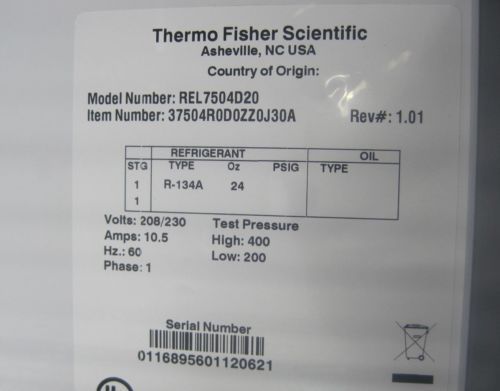 Thermo Fisher Scientific
Asheville, NC USA
Country of Origin:
Model Number: REL7504D20
Item Number: 37504R0D0ZZ0J30A Rev#: 1.01
REFRIGERANT OIL
STG TYPE Oz PSIG TYPE
1 R-134A 24
1
Volts: 208/230
Amps: 10.5
Hz.: 60
Phase: 1
Test Pressure
High: 400
Low: 200
Serial Number
0116895601120621